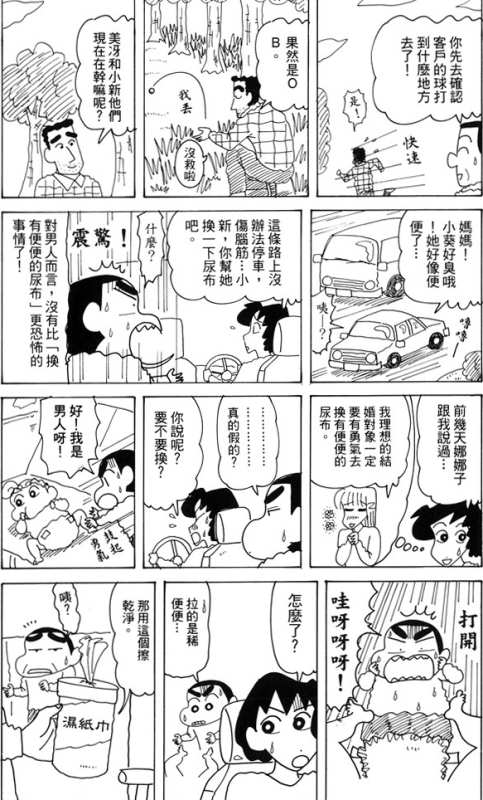 你先去確認
客戶的球打
到什麼地方
去了！
是！
快速
果然是O
B。
我丟
沒救啦
美冴和小新他們
現在在幹嘛呢？
媽媽！
小葵好臭哦
！她好像便
便了…
咦！？
嚎嚎
這條路上沒
辦法停車，
傷腦筋…小
新，你幫她
換一下尿布
吧。
什麼？
震驚！
對男人而言，沒有比「換
有便便的尿布」更恐怖的
事情了！
前幾天娜娜子
跟我說過…
我理想的結
婚對象一定
要有勇氣去
換有便便的
尿布。
………………
………………
真的假的？
你說呢？
要不要換？
好！我是
男人呀！
鼓起
勇氣
打開
哇呀呀呀！
怎麼了？
拉的是稀
便便…
那用這個擦
乾淨。
咦？
濕紙巾